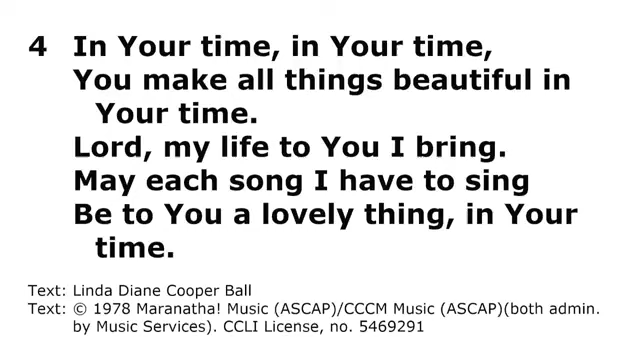 4 In Your time, in Your time,
You make all things beautiful in
Your time.
Lord, my life to You I bring.
May each song I have to sing
Be to You a lovely thing, in Your
time.
Text: Linda Diane Cooper Ball
Text: © 1978 Maranatha! Music (ASCAP)/CCCM Music (ASCAP)(both admin.
by Music Services). CCLI License, no. 5469291